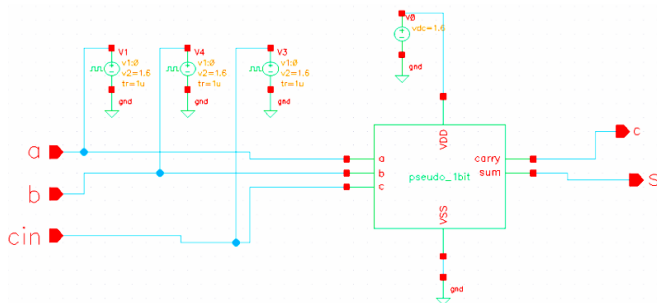 V1
v1:0
v2=1.6
tr=1u
gnd
V4
v1:0
v2=1.6
tr=1u
gnd
V3
v1:0
v2=1.6
tr=1u
gnd
V0
vdc=1.6
gnd
a
b
cin
a
b
c
VDD
pseudo_1bit
VSS
carry
sum
gnd
c
S